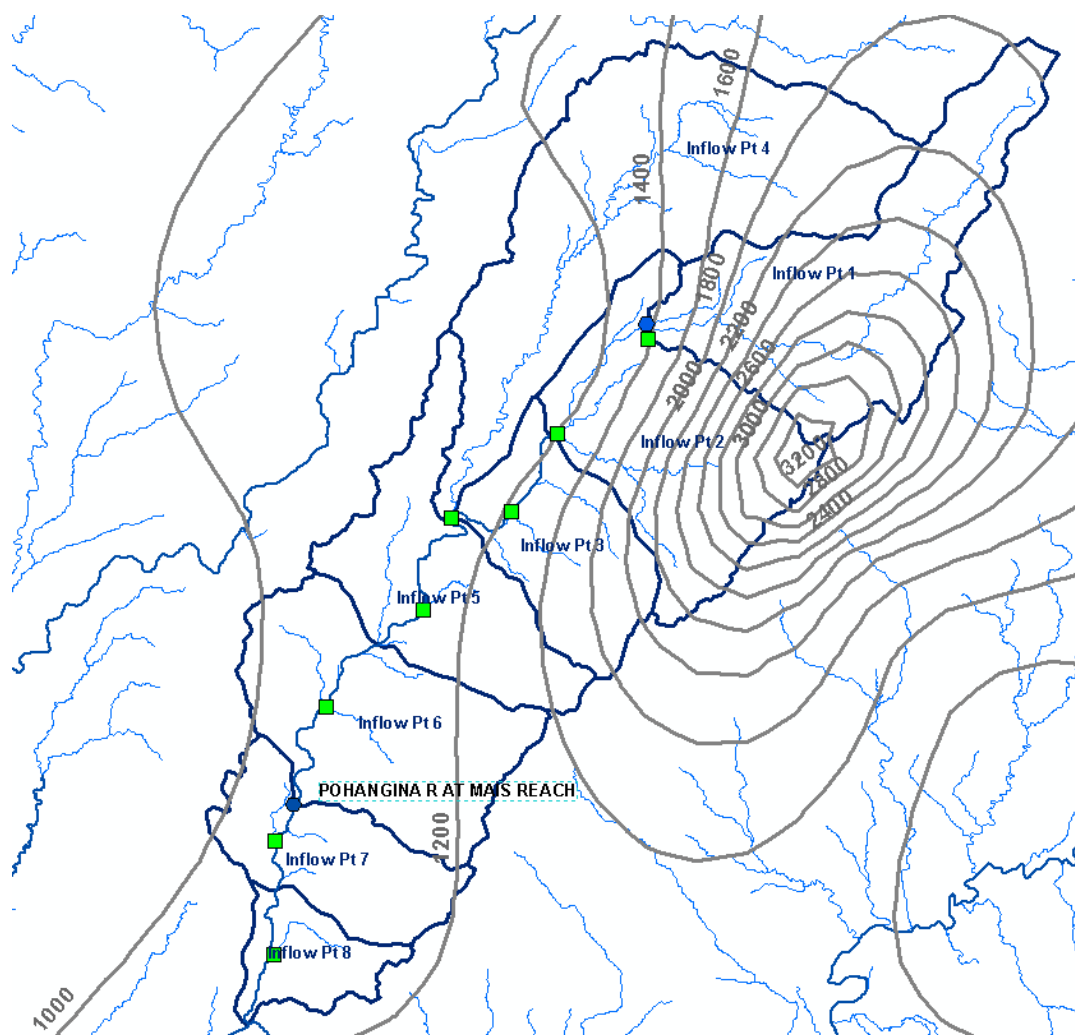 1600
Inflow Pt 4
1400
Inflow Pt 1
1800
2200
2600
2000
3000
Inflow Pt 2
3200
2800
2400
Inflow Pt 3
Inflow Pt 5
Inflow Pt 6
POHANGINA R AT MAIS REACH
1200
Inflow Pt 7
Inflow Pt 8
1000